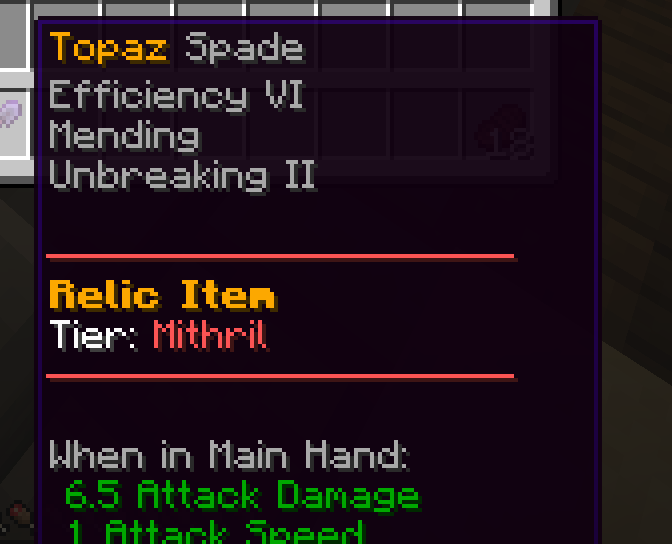 Topaz Spade
Efficiency VI
Mending
Unbreaking II
Relic Item
Tier: Mithril
When in Main Hand:
6.5 Attack Damage
1 Attack Speed
18